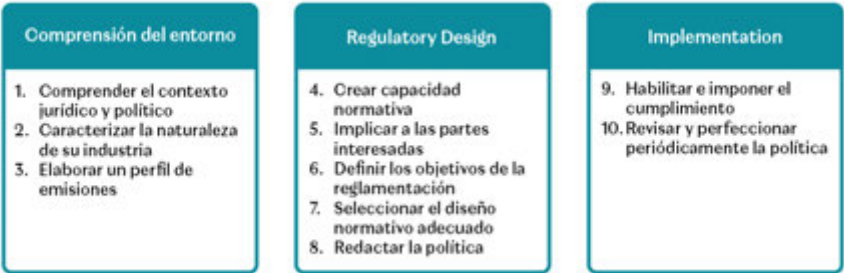 Comprensión del entorno
1. Comprender el contexto
jurídico y político
2. Caracterizar la naturaleza
de su industria
3. Elaborar un perfil de
emisiones
Regulatory Design
4. Crear capacidad
normativa
5. Implicar a las partes
interesadas
6. Definir los objetivos de la
reglamentación
7. Seleccionar el diseño
normativo adecuado
8. Redactar la política
Implementation
9. Habilitar e imponer el
cumplimiento
10. Revisar y perfeccionar
periódicamente la política